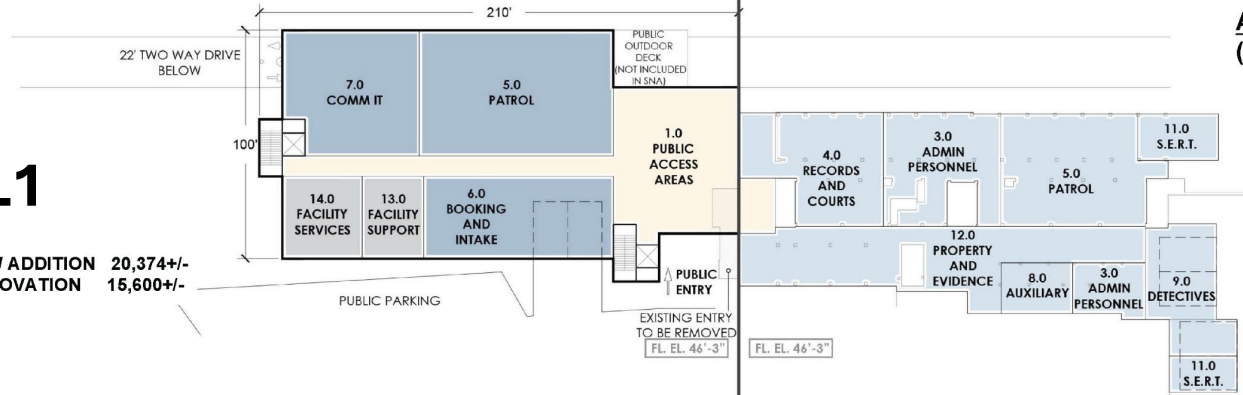 210'
22' TWO WAY DRIVE
BELOW
PUBLIC
OUTDOOR
DECK
(NOT INCLUDED
IN SNA)
7.0
COMM IT
5.0
PATROL
100'
1.0
PUBLIC
ACCESS
AREAS
4.0
RECORDS
AND
COURTS
3.0
ADMIN
PERSONNEL
5.0
PATROL
11.0
S.E.R.T.
14.0
FACILITY
SERVICES
13.0
FACILITY
SUPPORT
6.0
BOOKING
AND
INTAKE
12.0
PROPERTY
AND
EVIDENCE
8.0
AUXILIARY
3.0
ADMIN
PERSONNEL
9.0
DETECTIVES
11.0
S.E.R.T.
ADDITION 20,374+/-
15,600+/-
PUBLIC PARKING
PUBLIC
ENTRY
EXISTING ENTRY
TO BE REMOVED
FL. EL. 46'-3"
FL. EL. 46'-3"